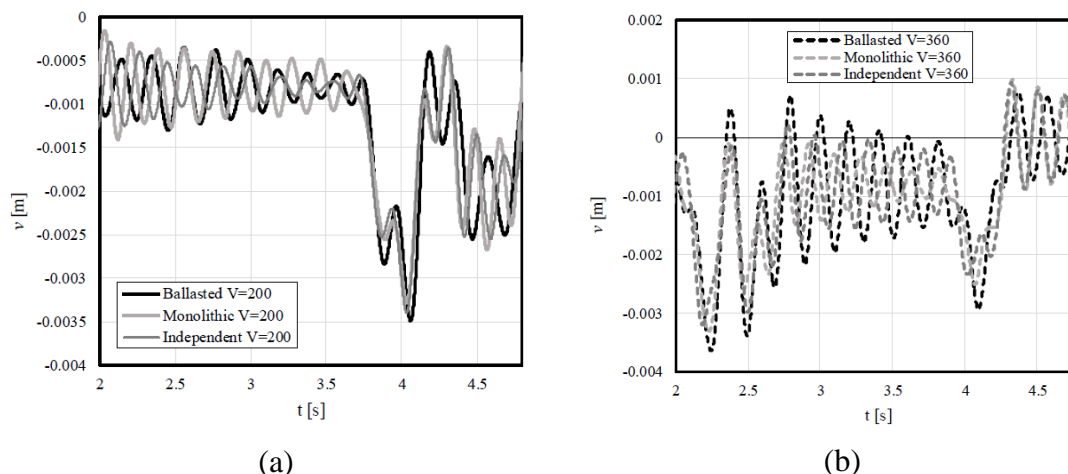 0
-0.0005
-0.001
-0.0015
-0.002
-0.0025
-0.003
-0.0035
-0.004
v [m]
Ballasted V=200
Monolithic V=200
Independent V=200
2 2.5 3 3.5 4 4.5
t [s]
(a)
0.002
0.001
0
-0.001
-0.002
-0.003
-0.004
v [m]
Ballasted V=360
Monolithic V=360
Independent V=360
2 2.5 3 3.5 4 4.5
t [s]
(b)